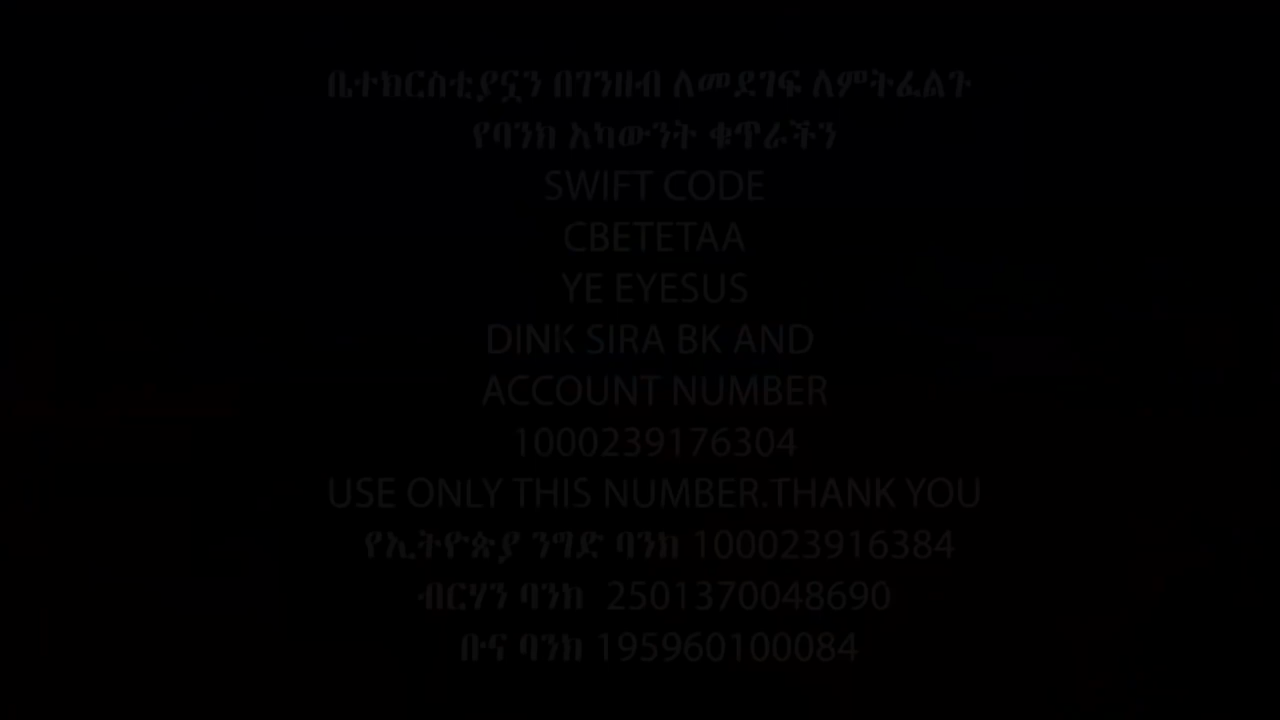 ቤተክርስቲያኗን በገንዘብ ለመደገፍ ለምትፈልጉ
የባንክ አካውንት ቁጥራችን
SWIFT CODE
CBETETAA
YE EYESUS
DINK SIRA BK AND
ACCOUNT NUMBER
1000239176304
USE ONLY THIS NUMBER.THANK YOU
የኢትዮጵያ ንግድ ባንክ 100023916384
ብርሃን ባንክ 2501370048690
ቡና ባንክ 195960100084